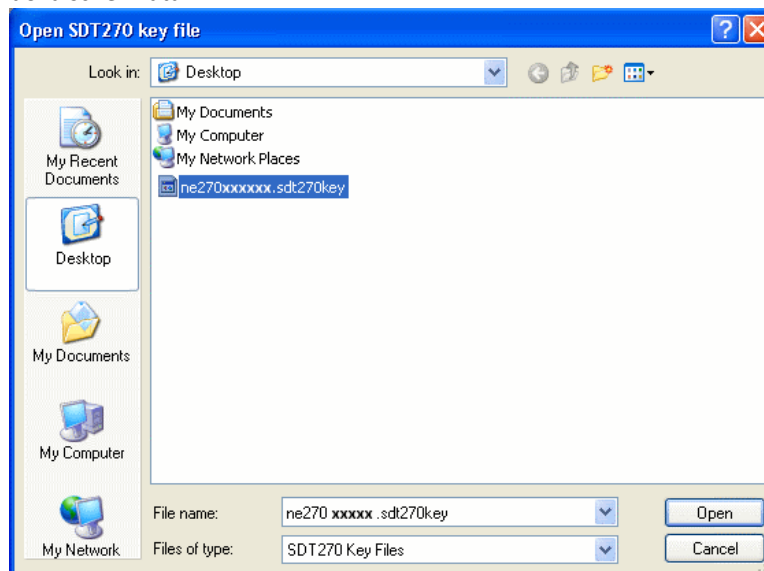 Open SDT270 key file
Look in: Desktop
My Documents
My Computer
My Network Places
ne270xxxxxx.sdt270key
My Recent
Documents
Desktop
My Documents
My Computer
My Network
File name: ne270 xxxxx .sdt270key Open
Files of type: SDT270 Key Files Cancel